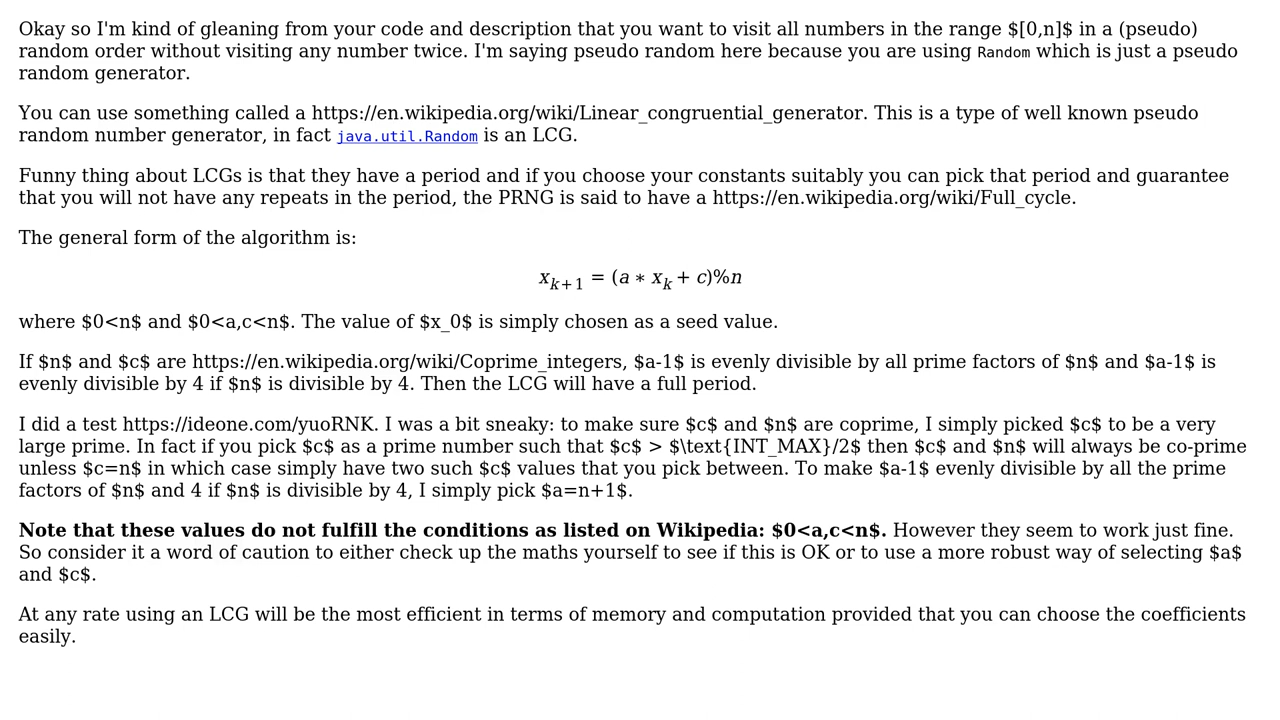 Okay so I'm kind of gleaning from your code and description that you want to visit all numbers in the range $[0,n]$ in a (pseudo)
random order without visiting any number twice. I'm saying pseudo random here because you are using Random which is just a pseudo
random generator.
You can use something called a https://en.wikipedia.org/wiki/Linear_congruential_generator. This is a type of well known pseudo
random number generator, in fact java.util.Random is an LCG.
Funny thing about LCGs is that they have a period and if you choose your constants suitably you can pick that period and guarantee
that you will not have any repeats in the period, the PRNG is said to have a https://en.wikipedia.org/wiki/Full_cycle.
The general form of the algorithm is:
x_{k+1} = (a * x_k + c)%n
where $0<n$ and $0<a,c<n$. The value of $x_0$ is simply chosen as a seed value.
If $n$ and $c$ are https://en.wikipedia.org/wiki/Coprime_integers, $a-1$ is evenly divisible by all prime factors of $n$ and $a-1$ is
evenly divisible by 4 if $n$ is divisible by 4. Then the LCG will have a full period.
I did a test https://ideone.com/yuoRNK. I was a bit sneaky: to make sure $c$ and $n$ are coprime, I simply picked $c$ to be a very
large prime. In fact if you pick $c$ as a prime number such that $c$ > $\text{INT_MAX}/2$ then $c$ and $n$ will always be co-prime
unless $c=n$ in which case simply have two such $c$ values that you pick between. To make $a-1$ evenly divisible by all the prime
factors of $n$ and 4 if $n$ is divisible by 4, I simply pick $a=n+1$.
Note that these values do not fulfill the conditions as listed on Wikipedia: $0<a,c<n$. However they seem to work just fine.
So consider it a word of caution to either check up the maths yourself to see if this is OK or to use a more robust way of selecting $a$
and $c$.
At any rate using an LCG will be the most efficient in terms of memory and computation provided that you can choose the coefficients
easily.